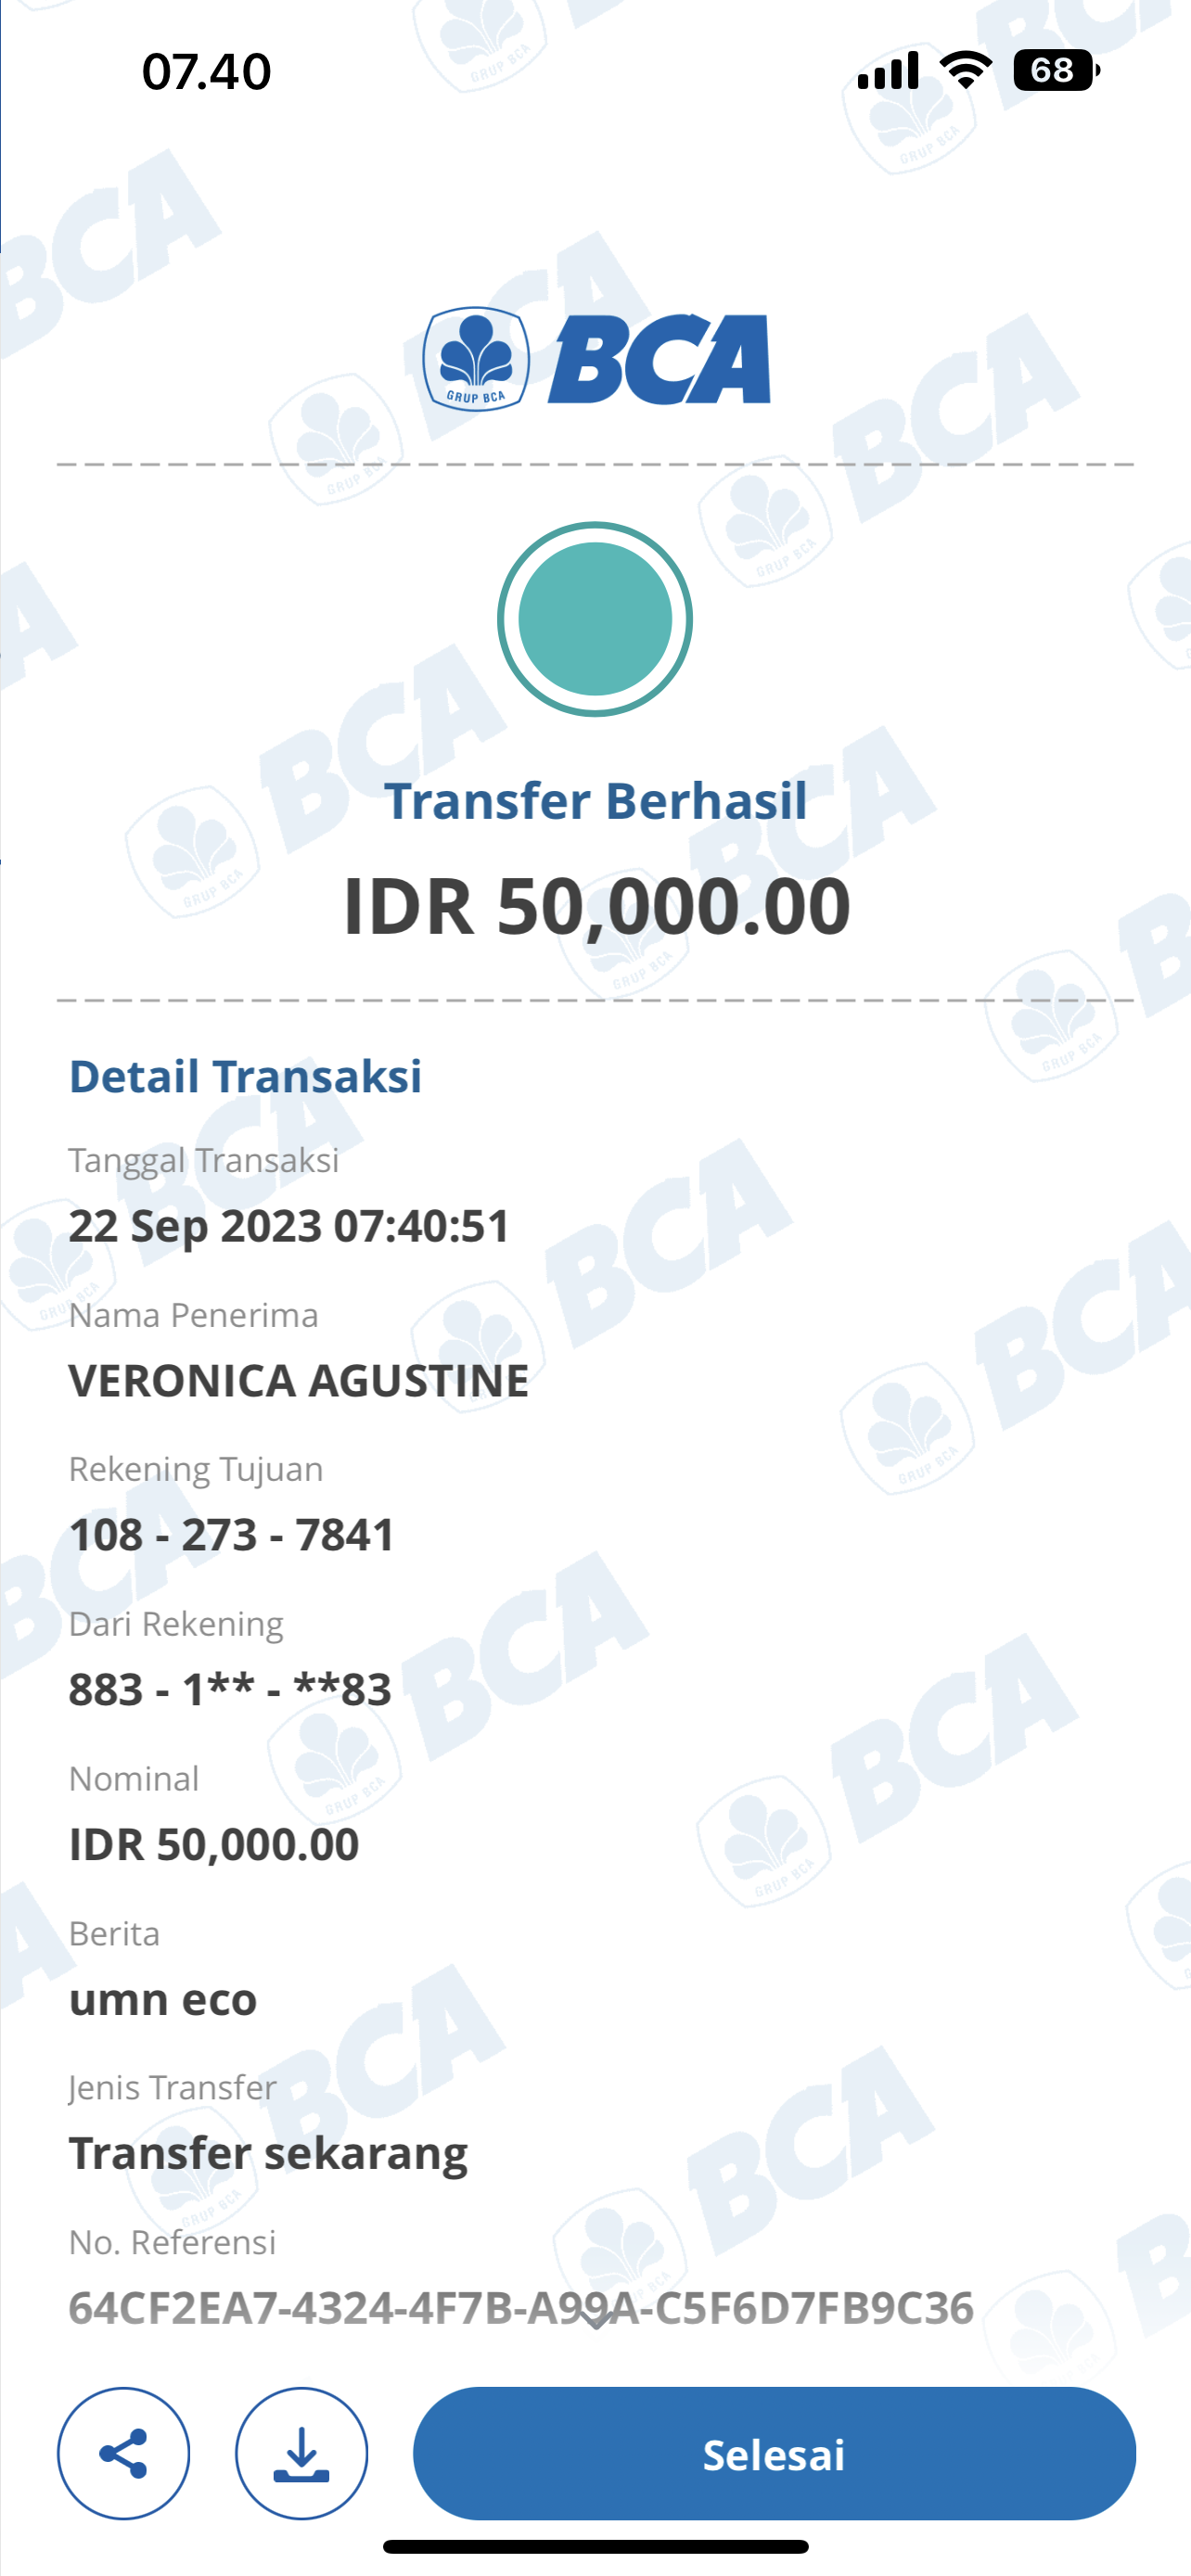 07.40
68
GRUP BCA
BCA
Transfer Berhasil
IDR 50,000.00
Detail Transaksi
Tanggal Transaksi
22 Sep 2023 07:40:51
Nama Penerima
VERONICA AGUSTINE
Rekening Tujuan
108 - 273 - 7841
Dari Rekening
883 - 1** - **83
Nominal
IDR 50,000.00
Berita
umn eco
Jenis Transfer
Transfer sekarang
No. Referensi
64CF2EA7-4324-4F7B-A99A-C5F6D7FB9C36
Selesai